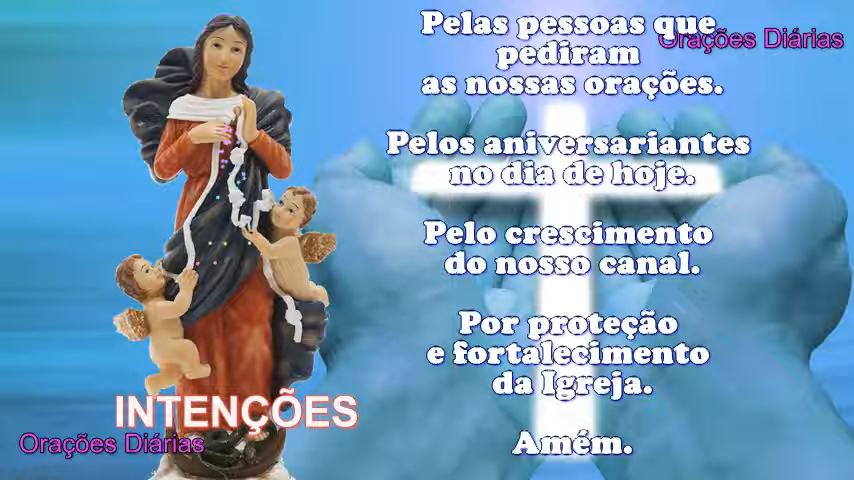 Pelas pessoas que
pediram
as nossas orações.
Orações Diárias
Pelos aniversariantes
no dia de hoje.
Pelo crescimento
do nosso canal.
Por proteção
e fortalecimento
da Igreja.
Amém.
INTENÇÕES
Orações Diárias